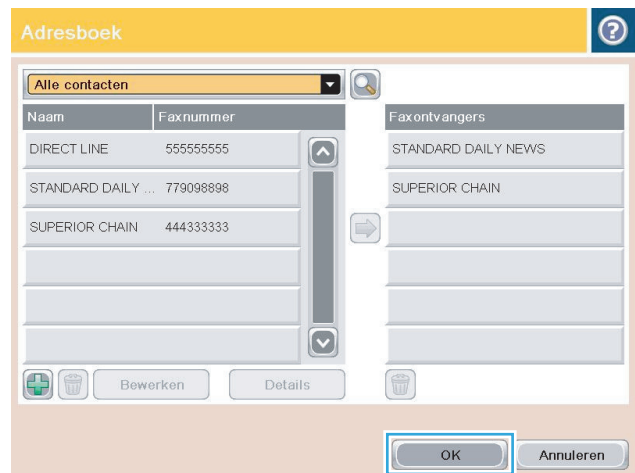 Adresboek
?
Alle contacten
Naam Faxnummer Faxontvangers
DIRECT LINE 555555555 STANDARD DAILY NEWS
STANDARD DAILY ... 779098898 SUPERIOR CHAIN
SUPERIOR CHAIN 444333333
Bewerken Details
OK Annuleren